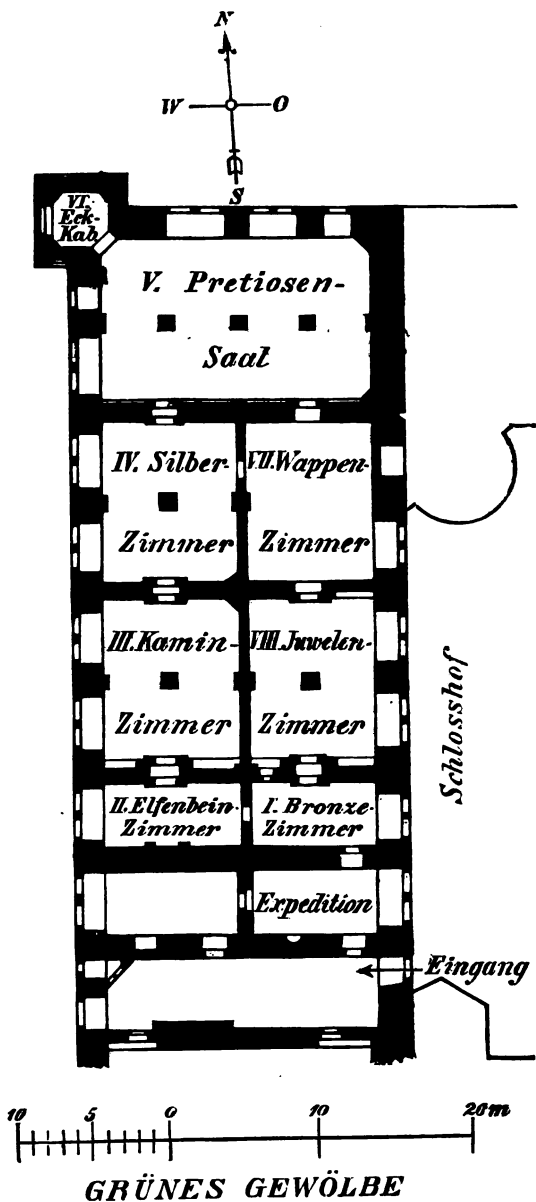 N
W O
S
VI.
Eck-
Kab.
V. Pretiosen-
Saal
IV. Silber-
Zimmer
VII. Wappen-
Zimmer
III. Kamin-
Zimmer
VIII. Juwelen-
Zimmer
Schlosshof
II. Elfenbein-
Zimmer
I. Bronze-
Zimmer
Expedition
Eingang
10 5 0 10 20m
GRÜNES GEWÖLBE